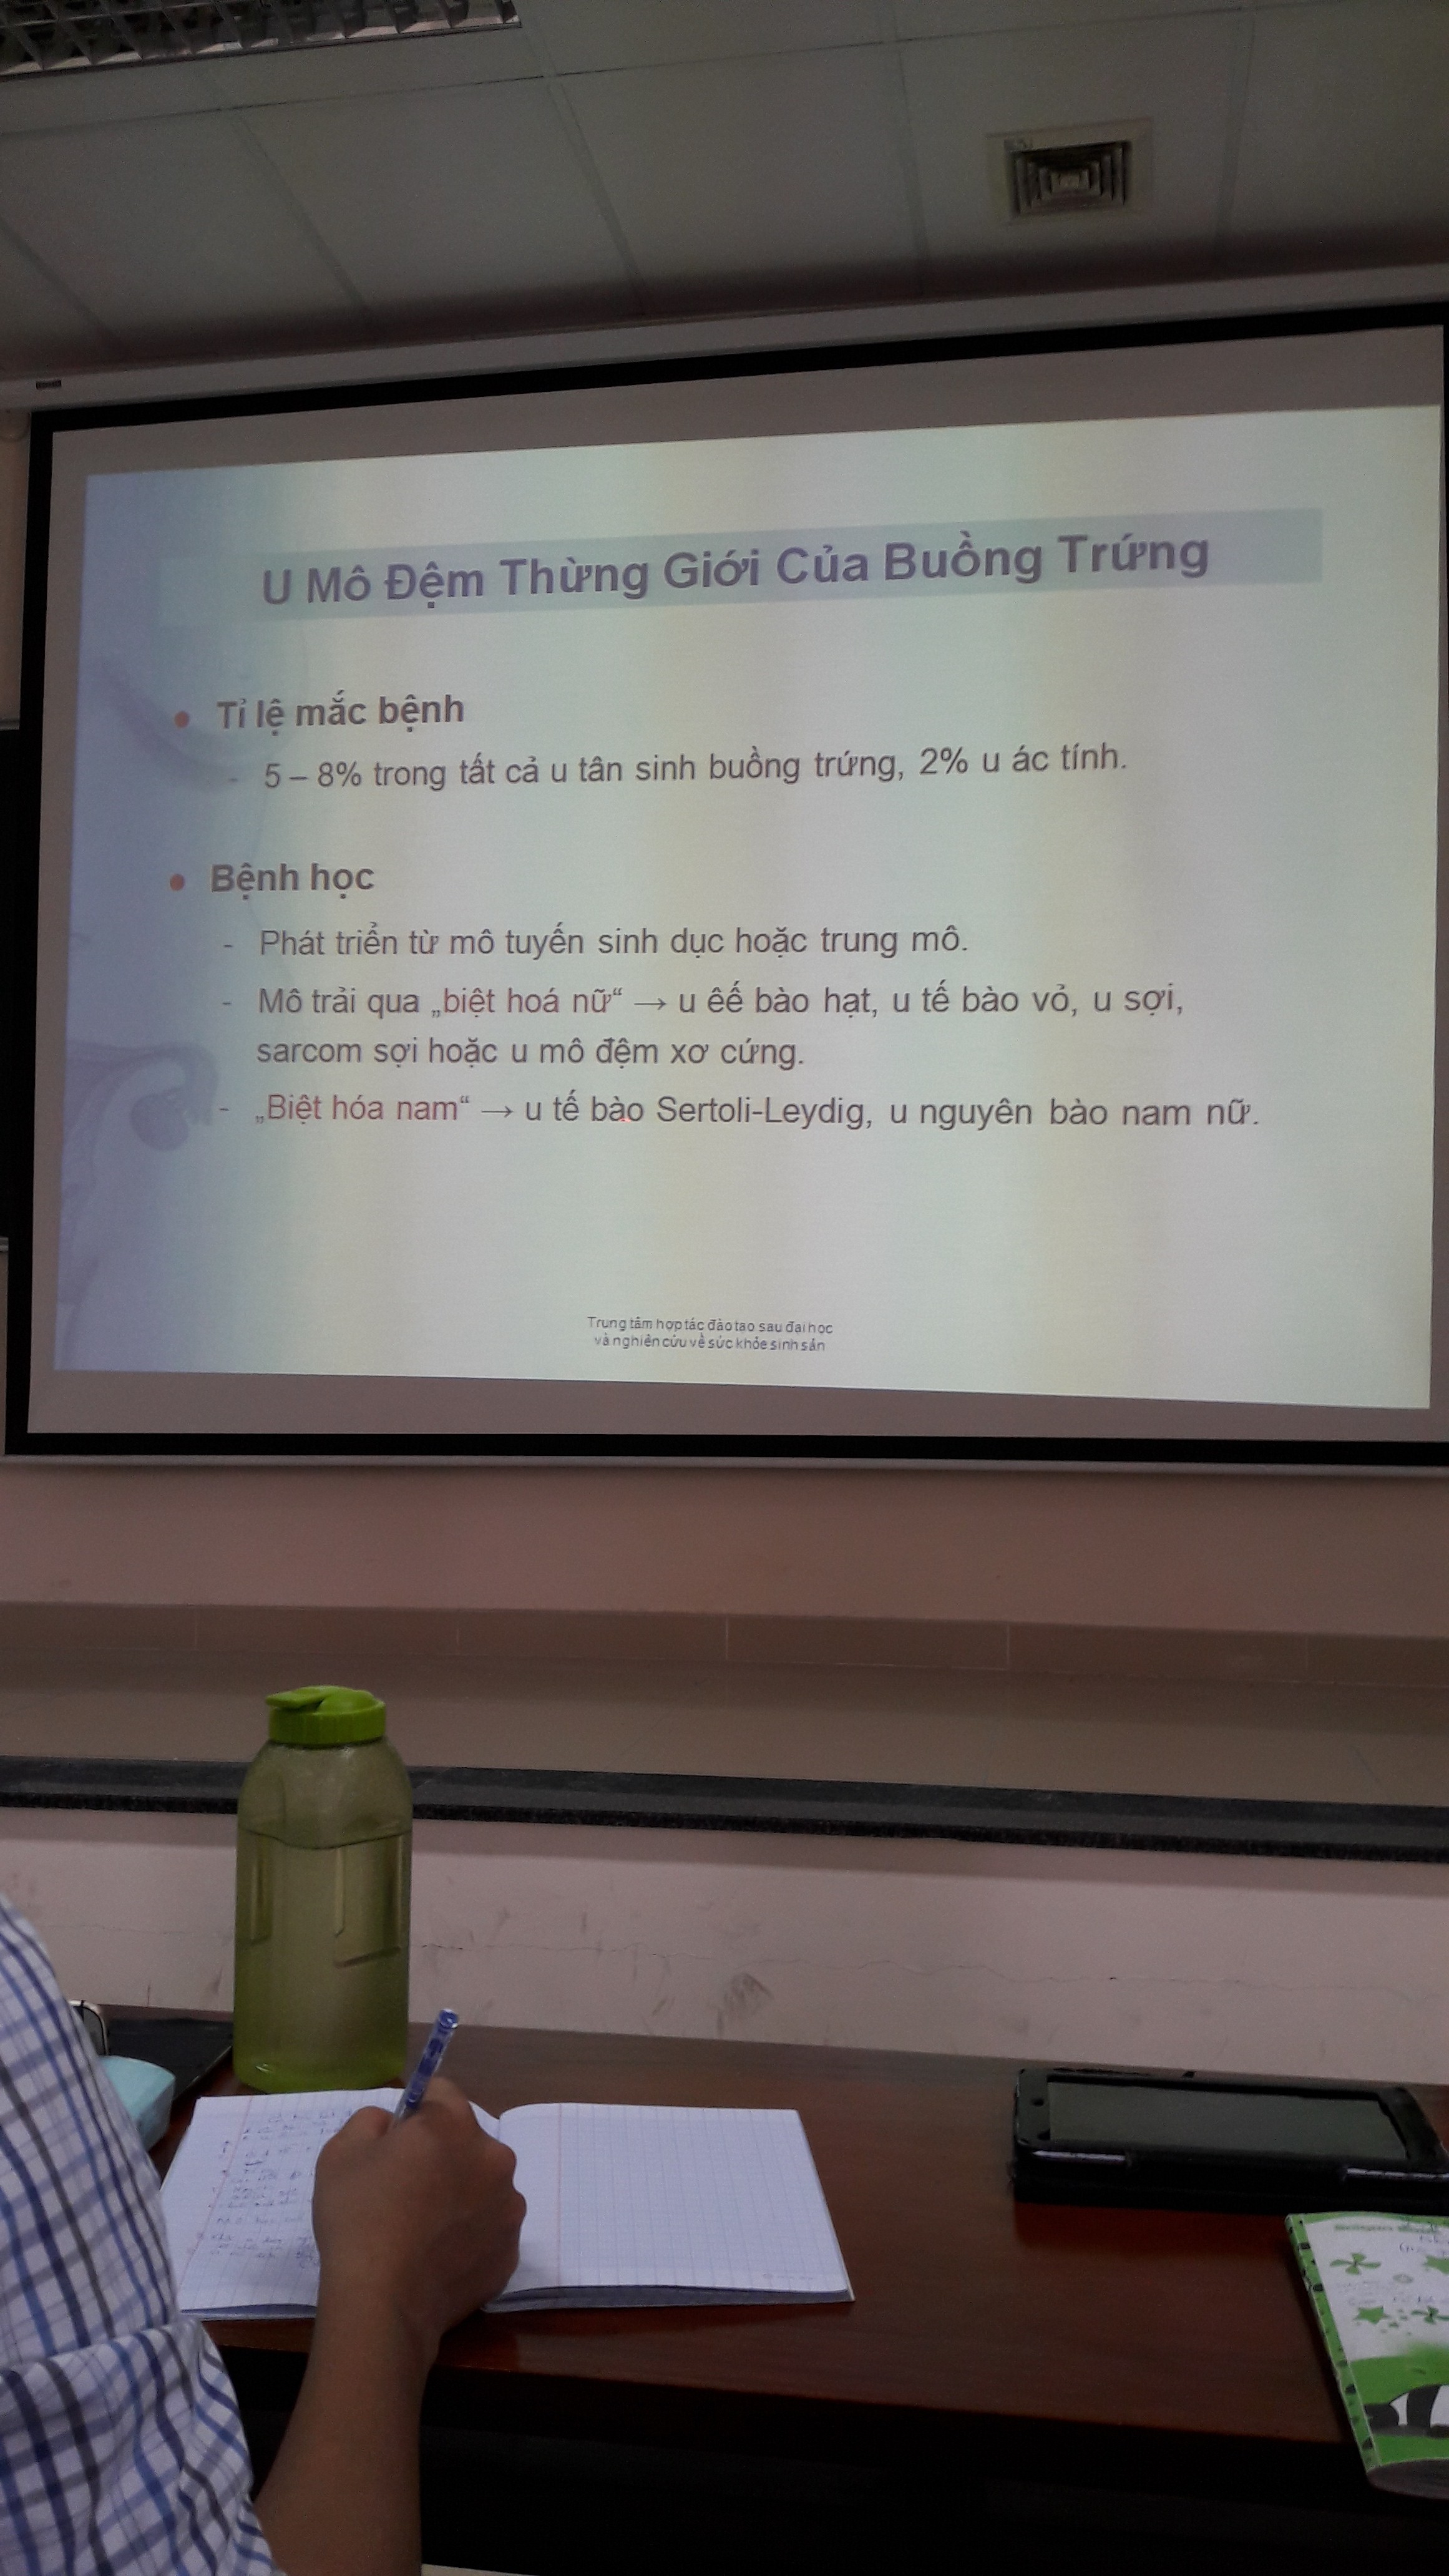 U Mô Đệm Thừng Giới Của Buồng Trứng
• Tỉ lệ mắc bệnh
- 5 – 8% trong tất cả u tân sinh buồng trứng, 2% u ác tính.
• Bệnh học
- Phát triển từ mô tuyến sinh dục hoặc trung mô.
- Mô trải qua „biệt hoá nữ“ → u êế bào hạt, u tế bào vỏ, u sợi,
sarcom sợi hoặc u mô đệm xơ cứng.
- „Biệt hóa nam“ → u tế bào Sertoli-Leydig, u nguyên bào nam nữ.
Trung tâm hợp tác đào tạo sau đại học
và nghiên cứu về sức khỏe sinh sản